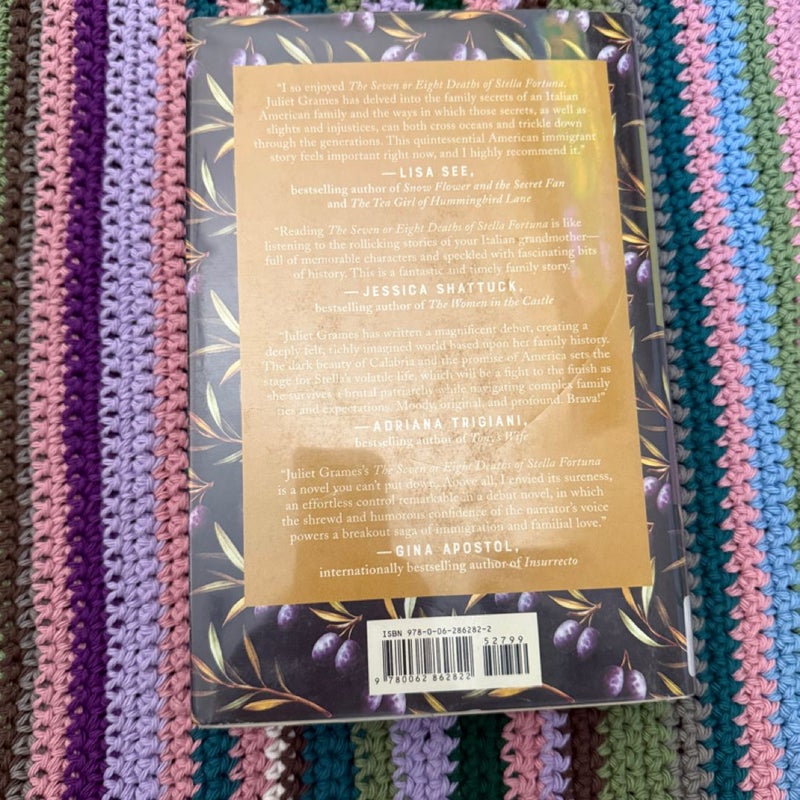 “I so enjoyed The Seven or Eight Deaths of Stella Fortuna.
Juliet Grames has delved into the family secrets of an Italian
American family and the ways in which those secrets, as well as
slights and injustices, can both cross oceans and trickle down
through the generations. This quintessential American immigrant
story feels important right now, and I highly recommend it.”
—LISA SEE,
bestselling author of Snow Flower and the Secret Fan
and The Tea Girl of Hummingbird Lane
“Reading The Seven or Eight Deaths of Stella Fortuna is like
listening to the rollicking stories of your Italian grandmother—
full of memorable characters and speckled with fascinating bits
of history. This is a fantastic and timely family story.”
—JESSICA SHATTUCK,
bestselling author of The Women in the Castle
“Juliet Grames has written a magnificent debut, creating a
deeply felt, richly imagined world based upon her family history.
The dark beauty of Calabria and the promise of America sets the
stage for Stella’s volatile life, which will be a fight to the finish as
she survives a brutal patriarchy while navigating complex family
ties and expectations. Moody, original, and profound. Brava!”
—ADRIANA TRIGIANI,
bestselling author of Tony’s Wife
“Juliet Grames’s The Seven or Eight Deaths of Stella Fortuna
is a novel you can’t put down. Above all, I envied its sureness,
an effortless control remarkable in a debut novel, in which
the shrewd and humorous confidence of the narrator’s voice
powers a breakout saga of immigration and familial love.”
—GINA APOSTOL,
internationally bestselling author of Insurrecto
ISBN 978-0-06-286282-2
52799
9 780062 862822